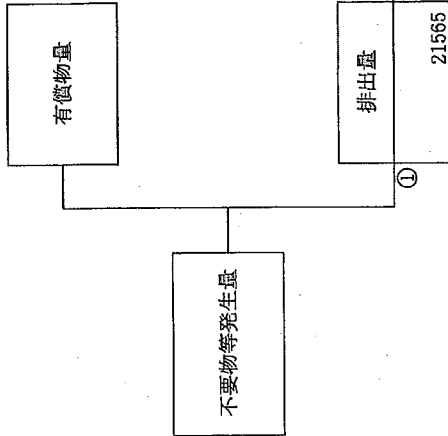 有償物量
不要物等発生量
排出量
①
21565